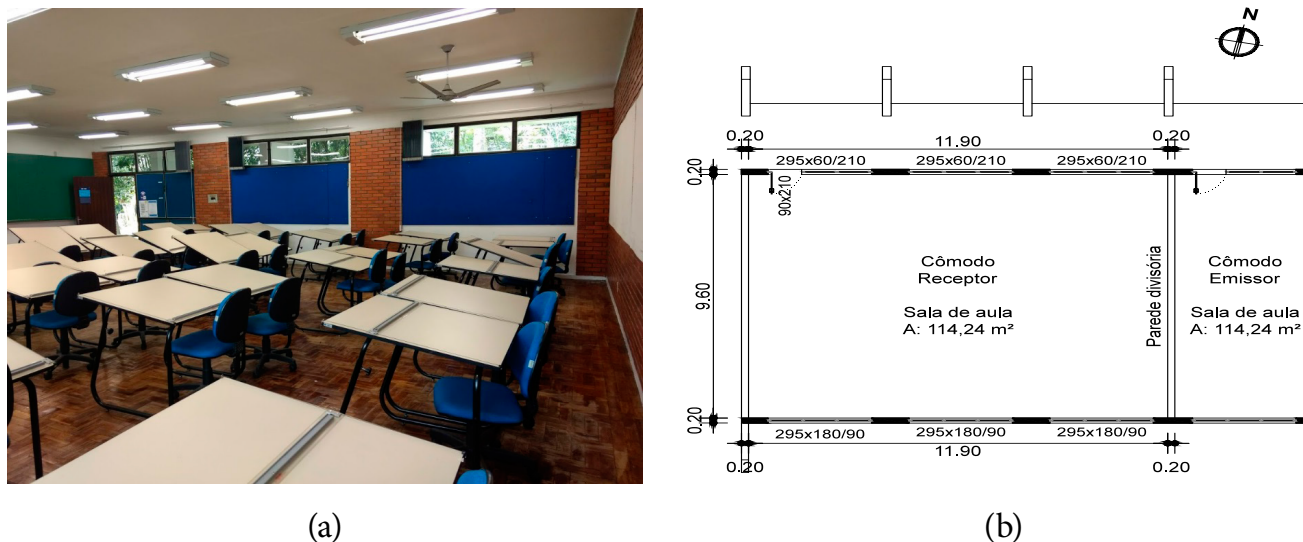 N
0.20
11.90
0.20
295x60/210
295x60/210
295x60/210
0.20
90x210
Cômodo
Receptor
Sala de aula
A: 114,24 m²
9.60
Parede divisória
Cômodo
Emissor
Sala de aula
A: 114,24 m²
0.20
295x180/90
295x180/90
295x180/90
0.20
11.90
0.20
(a)
(b)